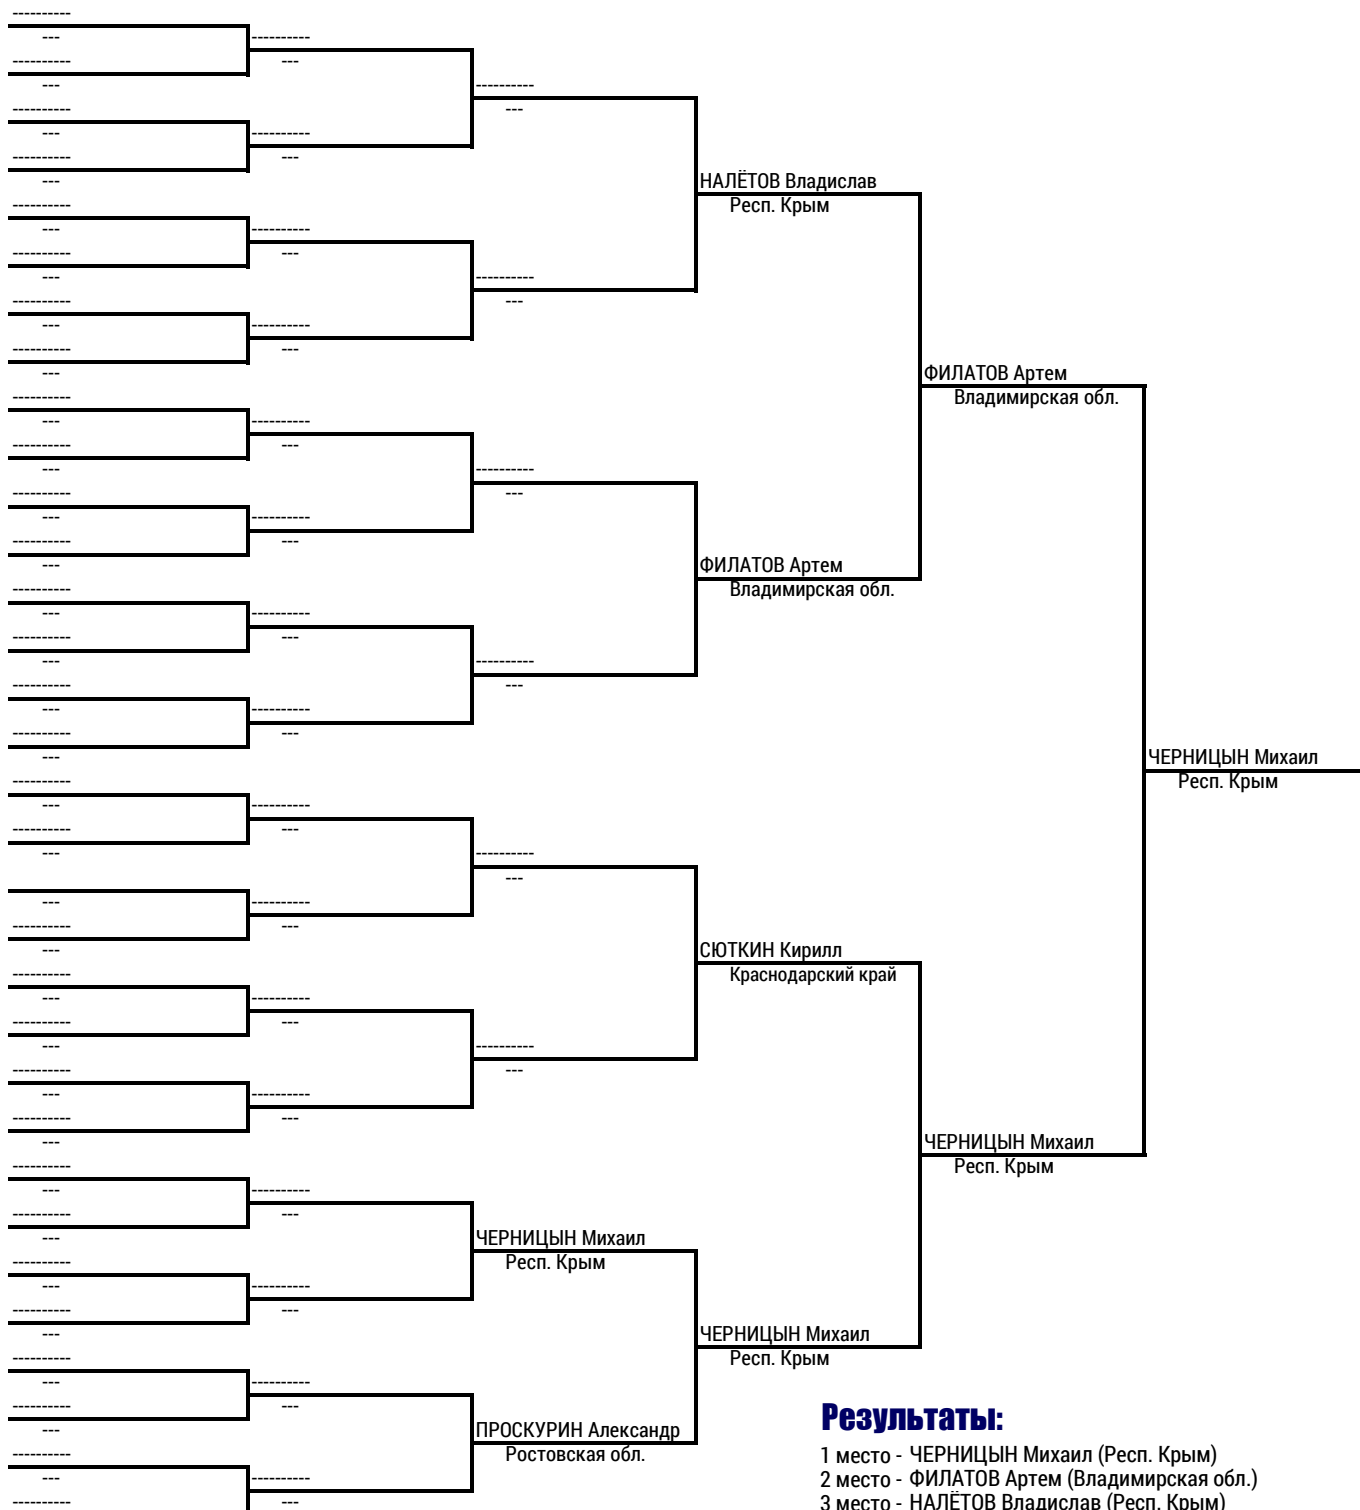 НАЛЁТОВ Владислав
Респ. Крым
ФИЛАТОВ Артем
Владимирская обл.
ФИЛАТОВ Артем
Владимирская обл.
ЧЕРНИЦЫН Михаил
Респ. Крым
СЮТКИН Кирилл
Краснодарский край
ЧЕРНИЦЫН Михаил
Респ. Крым
ЧЕРНИЦЫН Михаил
Респ. Крым
ЧЕРНИЦЫН Михаил
Респ. Крым
ПРОСКУРИН Александр
Ростовская обл.
Результаты:
1 место - ЧЕРНИЦЫН Михаил (Респ. Крым)
2 место - ФИЛАТОВ Артем (Владимирская обл.)
3 место - НАЛЁТОВ Владислав (Респ. Крым)